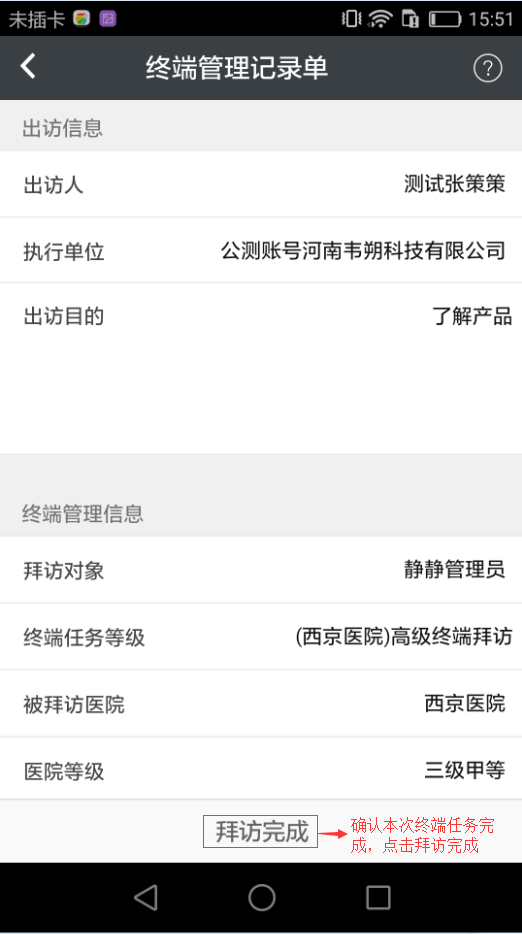 未插卡 15:51
终端管理记录单
出访信息
出访人 测试张策策
执行单位 公测账号河南韦朔科技有限公司
出访目的 了解产品
终端管理信息
拜访对象 静静管理员
终端任务等级 (西京医院)高级终端拜访
被拜访医院 西京医院
医院等级 三级甲等
拜访完成
确认本次终端任务完
成，点击拜访完成